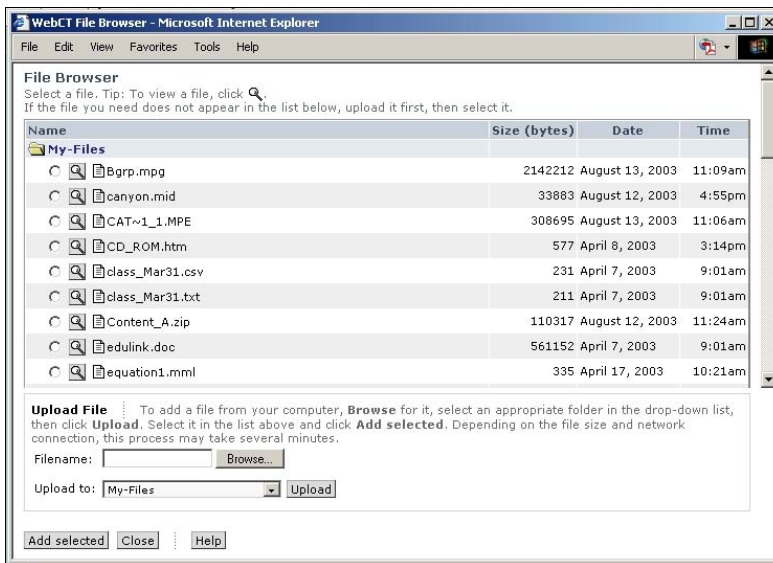 WebCT File Browser - Microsoft Internet Explorer
File Edit View Favorites Tools Help
File Browser
Select a file. Tip: To view a file, click .
If the file you need does not appear in the list below, upload it first, then select it.
Name Size (bytes) Date Time
My-Files
Bgrp.mpg 2142212 August 13, 2003 11:09am
canyon.mid 33883 August 12, 2003 4:55pm
CAT~1_1.MPE 308695 August 13, 2003 11:06am
CD_ROM.htm 577 April 8, 2003 3:14pm
class_Mar31.csv 231 April 7, 2003 9:01am
class_Mar31.txt 211 April 7, 2003 9:01am
Content_A.zip 110317 August 12, 2003 11:24am
edulink.doc 561152 April 7, 2003 9:01am
equation1.mml 335 April 17, 2003 10:21am
Upload File To add a file from your computer, Browse for it, select an appropriate folder in the drop-down list,
then click Upload. Select it in the list above and click Add selected. Depending on the file size and network
connection, this process may take several minutes.
Filename: Browse...
Upload to: My-Files Upload
Add selected Close Help